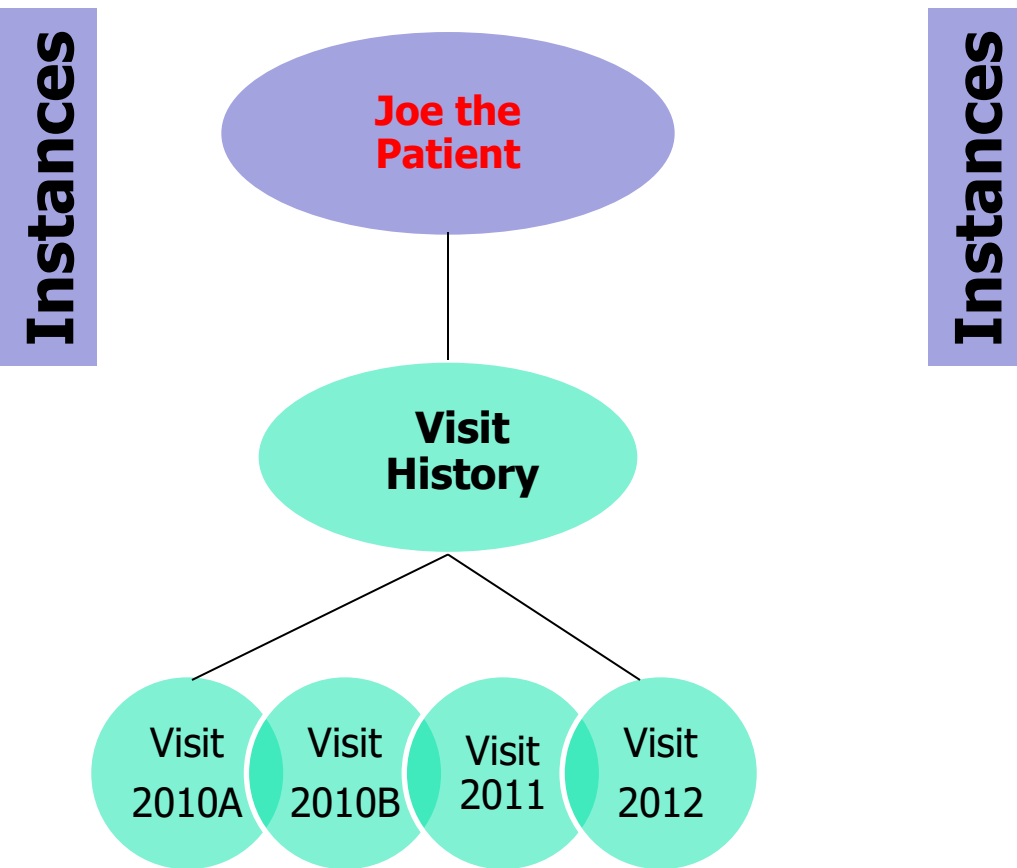 Instances
Instances
Joe the
Patient
Visit
History
Visit
2010A
Visit
2010B
Visit
2011
Visit
2012